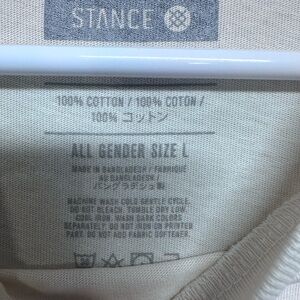 STANCE
100% COTTON / 100% COTON /
100% コットン
ALL GENDER SIZE L
MADE IN BANGLADESH / FABRIQUÉ
AU BANGLADESH /
バングラデシュ製
MACHINE WASH COLD GENTLE CYCLE.
DO NOT BLEACH. TUMBLE DRY LOW.
COOL IRON. WASH DARK COLORS
SEPARATELY. DO NOT IRON ON PRINTED
PART. DO NOT ADD FABRIC SOFTENER.